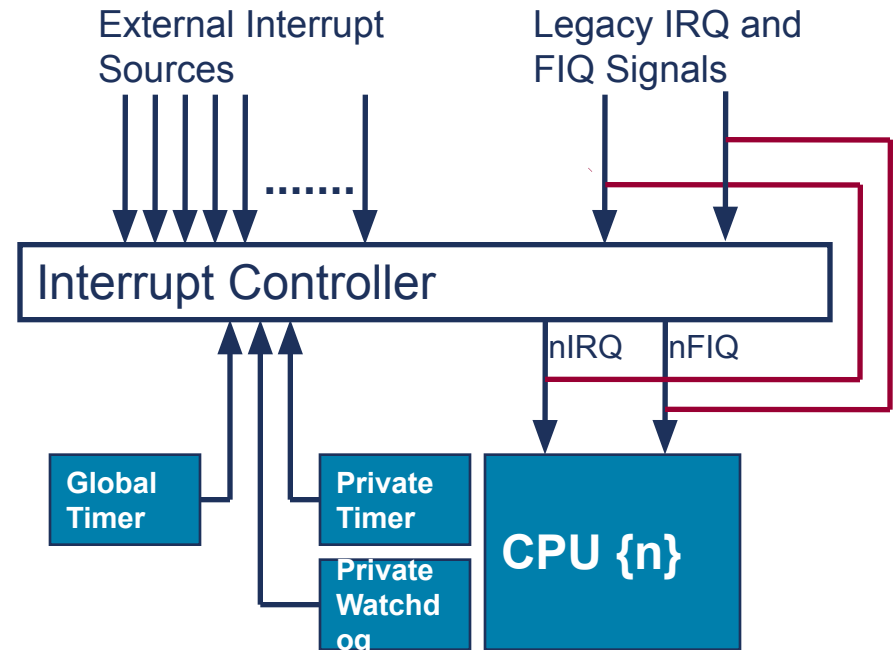 External Interrupt
Sources
Legacy IRQ and
FIQ Signals
.......
Interrupt Controller
nIRQ
nFIQ
Global
Timer
Private
Timer
CPU {n}
Private
Watchd
og